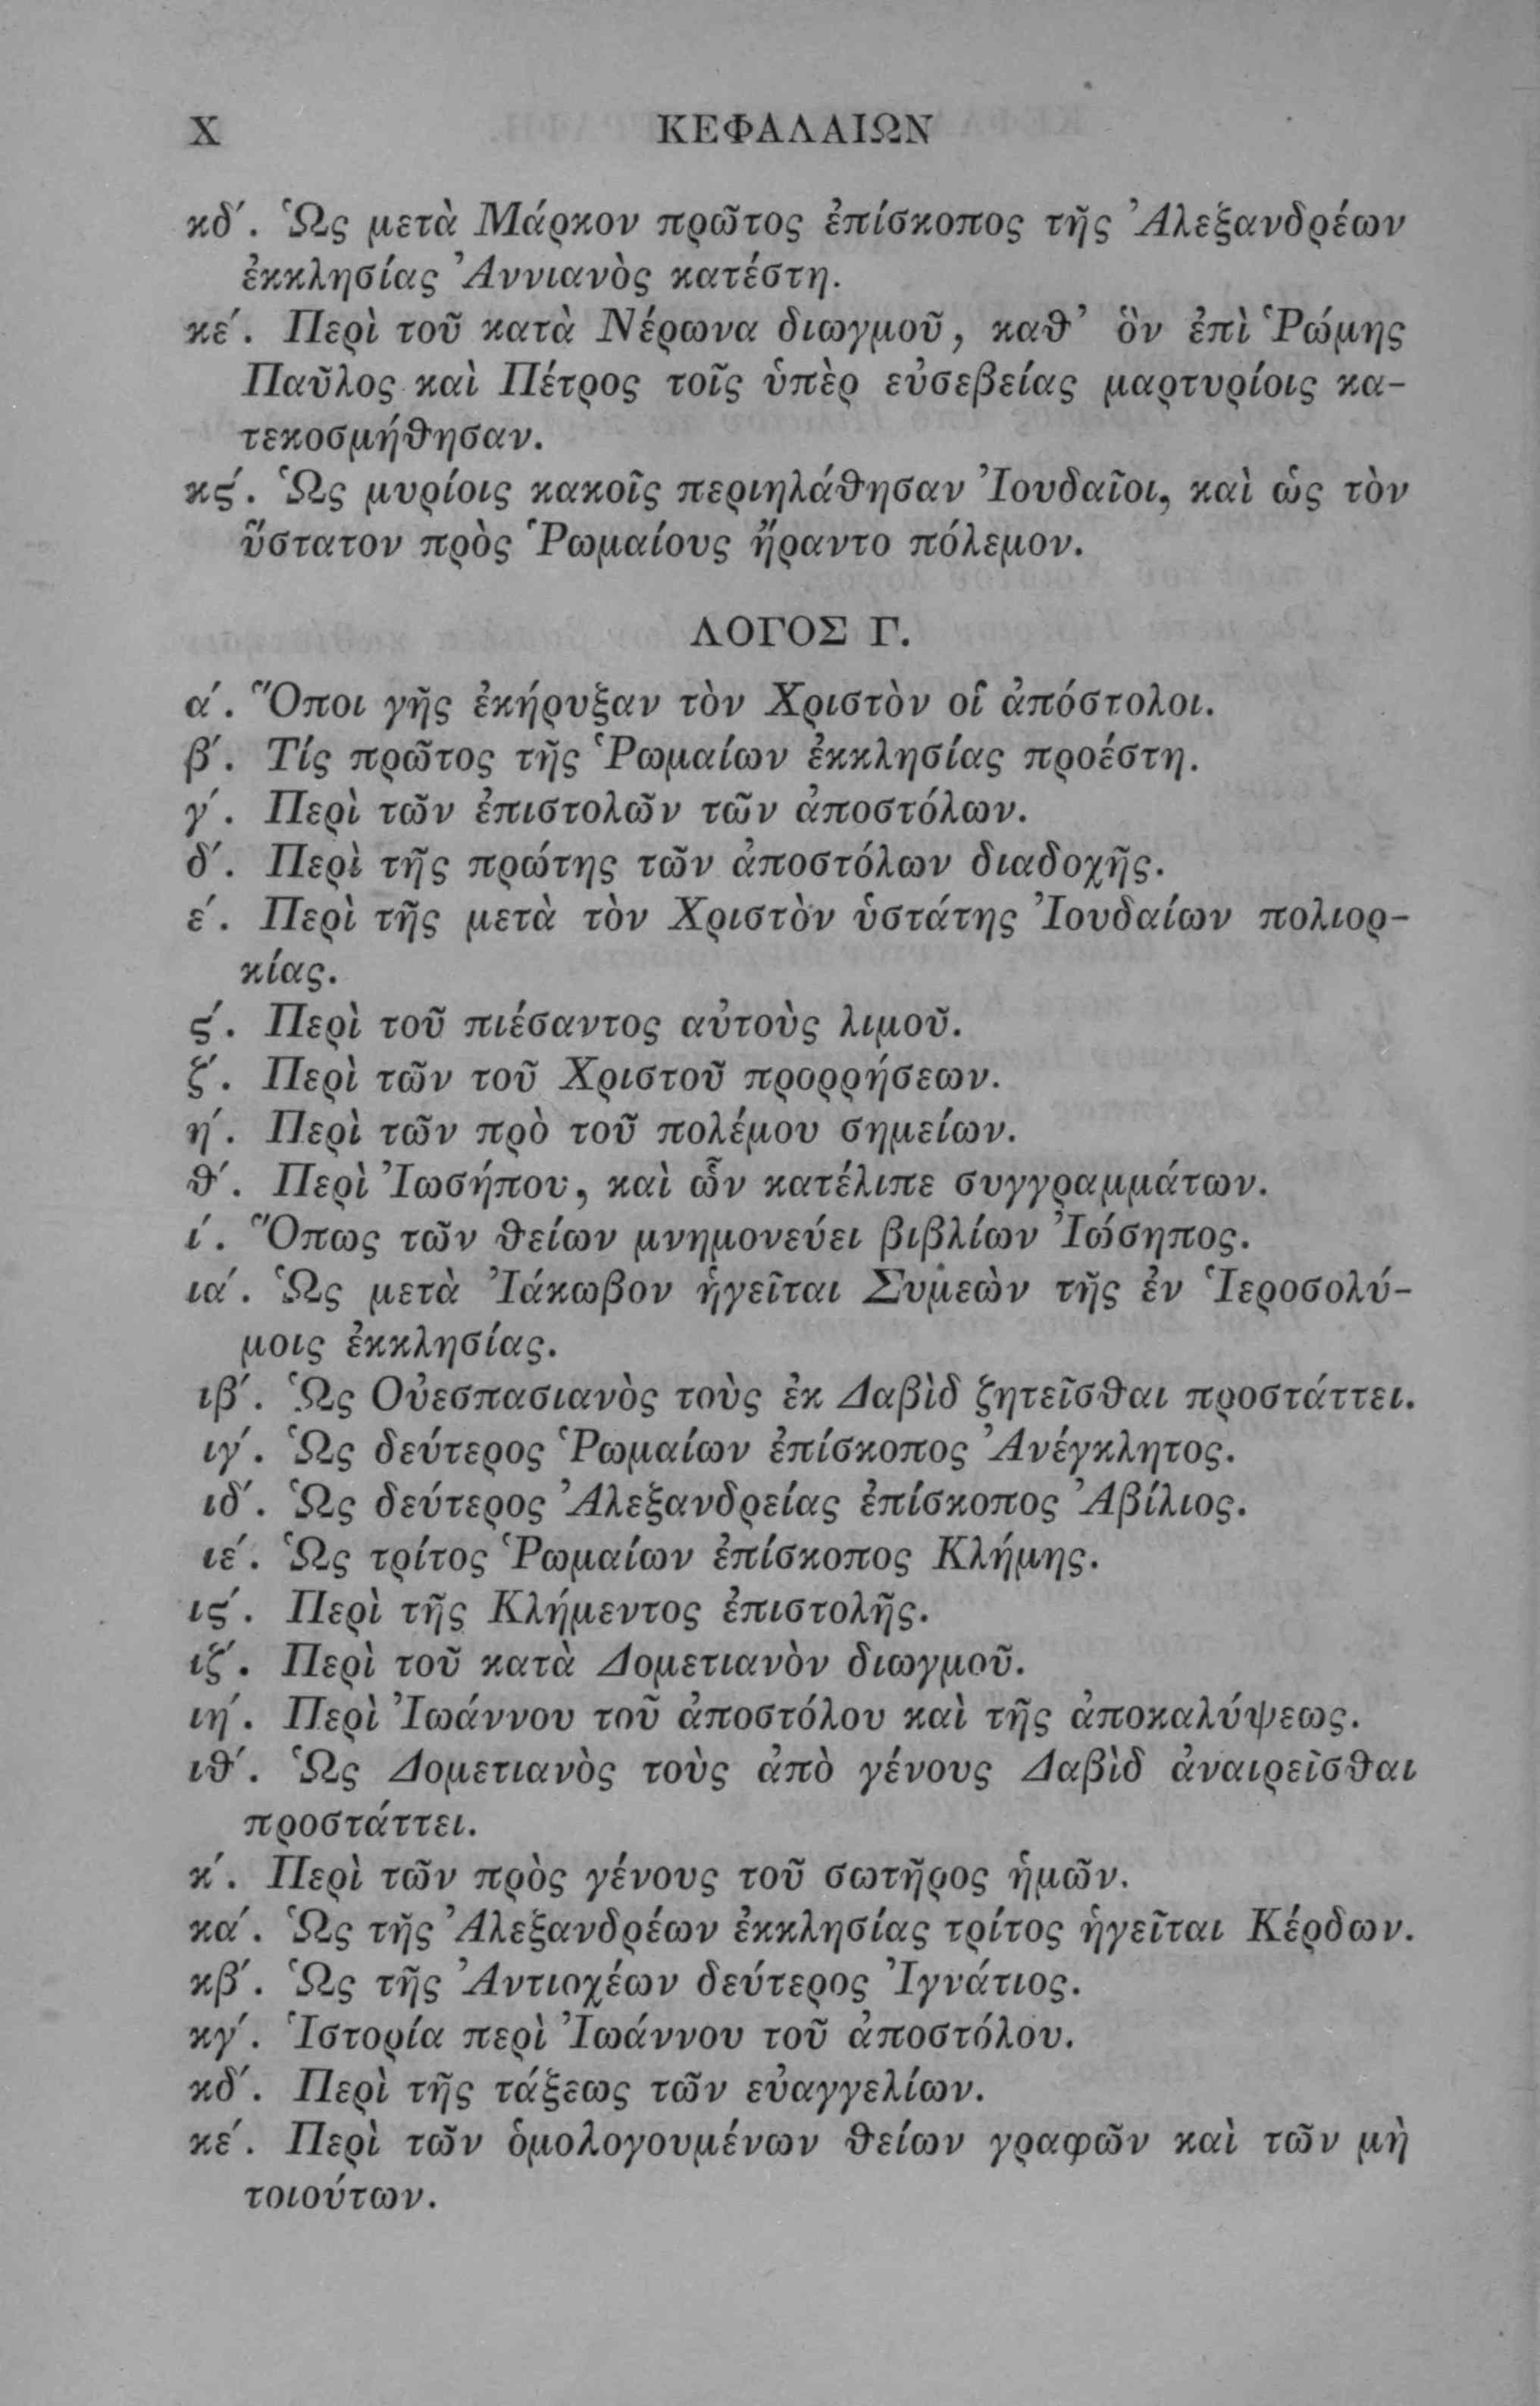 X ΚΕΦΑΛΑΙΩΝ
κδ΄. Ὡς μετὰ Μάρκον πρῶτος ἐπίσκοπος τῆς Ἀλεξανδρέων
ἐκκλησίας Ἀννιανὸς κατέστη.
κε΄. Περὶ τοῦ κατὰ Νέρωνα διωγμοῦ, καθ᾽ ὃν ἐπὶ Ῥώμης
Παῦλος καὶ Πέτρος τοῖς ὑπὲρ εὐσεβείας μαρτυρίοις κα-
τεκοσμήθησαν.
κϛ΄. Ὡς μυρίοις κακοῖς περιηλάθησαν Ἰουδαῖοι, καὶ ὡς τὸν
ὕστατον πρὸς Ῥωμαίους ἤραντο πόλεμον.
ΛΟΓΟΣ Γ.
α΄. Ὅποι γῆς ἐκήρυξαν τὸν Χριστὸν οἱ ἀπόστολοι.
β΄. Τίς πρῶτος τῆς Ῥωμαίων ἐκκλησίας προέστη.
γ΄. Περὶ τῶν ἐπιστολῶν τῶν ἀποστόλων.
δ΄. Περὶ τῆς πρώτης τῶν ἀποστόλων διαδοχῆς.
ε΄. Περὶ τῆς μετὰ τὸν Χριστὸν ὑστάτης Ἰουδαίων πολιορ-
κίας.
ϛ΄. Περὶ τοῦ πιέσαντος αὐτοὺς λιμοῦ.
ζ΄. Περὶ τῶν τοῦ Χριστοῦ προρρήσεων.
η΄. Περὶ τῶν πρὸ τοῦ πολέμου σημείων.
θ΄. Περὶ Ἰωσήπου, καὶ ὧν κατέλιπε συγγραμμάτων.
ι΄. Ὅπως τῶν θείων μνημονεύει βιβλίων Ἰώσηπος.
ια΄. Ὡς μετὰ Ἰάκωβον ἡγεῖται Συμεὼν τῆς ἐν Ἱεροσολύ-
μοις ἐκκλησίας.
ιβ΄. Ὡς Οὐεσπασιανὸς τοὺς ἐκ Δαβὶδ ζητεῖσθαι προστάττει.
ιγ΄. Ὡς δεύτερος Ῥωμαίων ἐπίσκοπος Ἀνέγκλητος.
ιδ΄. Ὡς δεύτερος Ἀλεξανδρείας ἐπίσκοπος Ἀβίλιος.
ιε΄. Ὡς τρίτος Ῥωμαίων ἐπίσκοπος Κλήμης.
ιϛ΄. Περὶ τῆς Κλήμεντος ἐπιστολῆς.
ιζ΄. Περὶ τοῦ κατὰ Δομετιανὸν διωγμοῦ.
ιη΄. Περὶ Ἰωάννου τοῦ ἀποστόλου καὶ τῆς ἀποκαλύψεως.
ιθ΄. Ὡς Δομετιανὸς τοὺς ἀπὸ γένους Δαβὶδ ἀναιρεῖσθαι
προστάττει.
κ΄. Περὶ τῶν πρὸς γένους τοῦ σωτῆρος ἡμῶν.
κα΄. Ὡς τῆς Ἀλεξανδρέων ἐκκλησίας τρίτος ἡγεῖται Κέρδων.
κβ΄. Ὡς τῆς Ἀντιοχέων δεύτερος Ἰγνάτιος.
κγ΄. Ἱστορία περὶ Ἰωάννου τοῦ ἀποστόλου.
κδ΄. Περὶ τῆς τάξεως τῶν εὐαγγελίων.
κε΄. Περὶ τῶν ὁμολογουμένων θείων γραφῶν καὶ τῶν μὴ
τοιούτων.